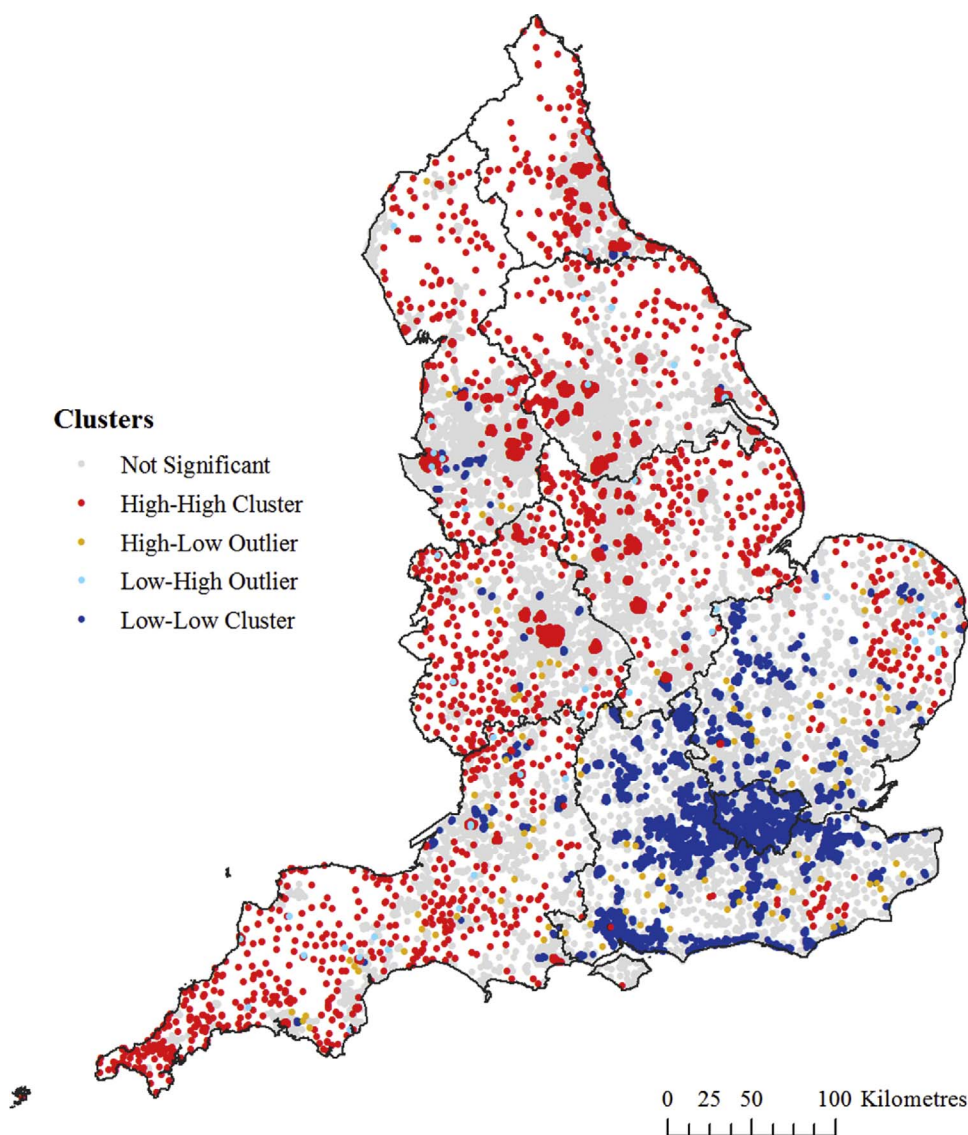 Clusters
Not Significant
High-High Cluster
High-Low Outlier
Low-High Outlier
Low-Low Cluster
0 25 50 100 Kilometres